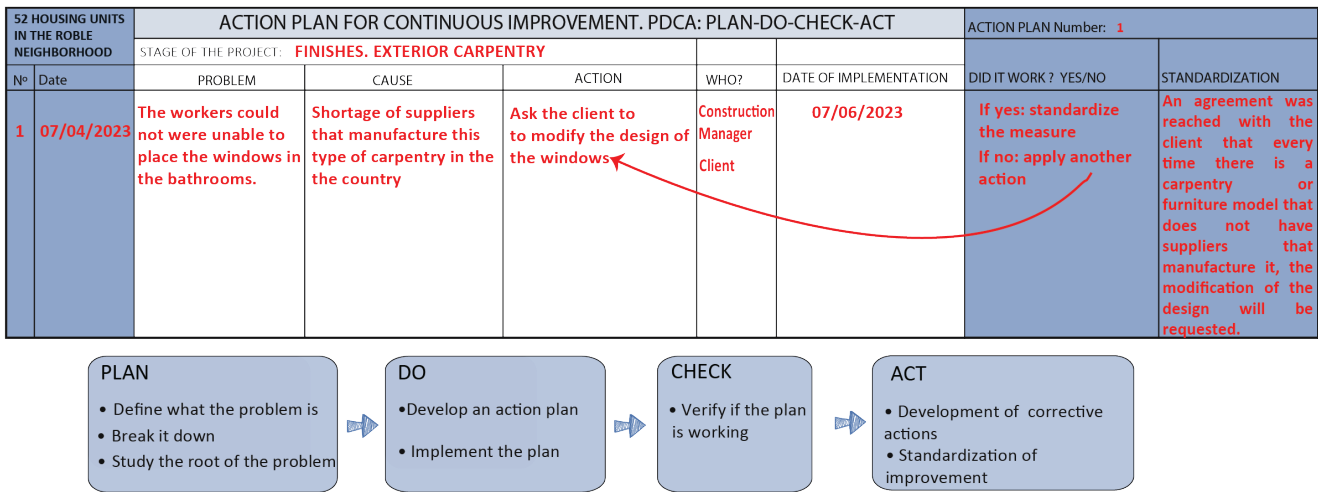 52 HOUSING UNITS
IN THE ROBLE
NEIGHBORHOOD
ACTION PLAN FOR CONTINUOUS IMPROVEMENT. PDCA: PLAN-DO-CHECK-ACT
ACTION PLAN Number: 1
STAGE OF THE PROJECT: FINISHES. EXTERIOR CARPENTRY
Nº
Date
PROBLEM
CAUSE
ACTION
WHO?
DATE OF IMPLEMENTATION
DID IT WORK ? YES/NO
STANDARDIZATION
1
07/04/2023
The workers could
not were unable to
place the windows in
the bathrooms.
Shortage of suppliers
that manufacture this
type of carpentry in the
the country
Ask the client to
to modify the design of
the windows
Construction
Manager
Client
07/06/2023
If yes: standardize
the measure
If no: apply another
action
An agreement was
reached with the
client that every
time there is a
carpentry or
furniture model that
does not have
suppliers that
manufacture it, the
modification of the
design will be
requested.
PLAN
• Define what the problem is
• Break it down
• Study the root of the problem
DO
•Develop an action plan
• Implement the plan
CHECK
• Verify if the plan
is working
ACT
• Development of corrective
actions
• Standardization of
improvement